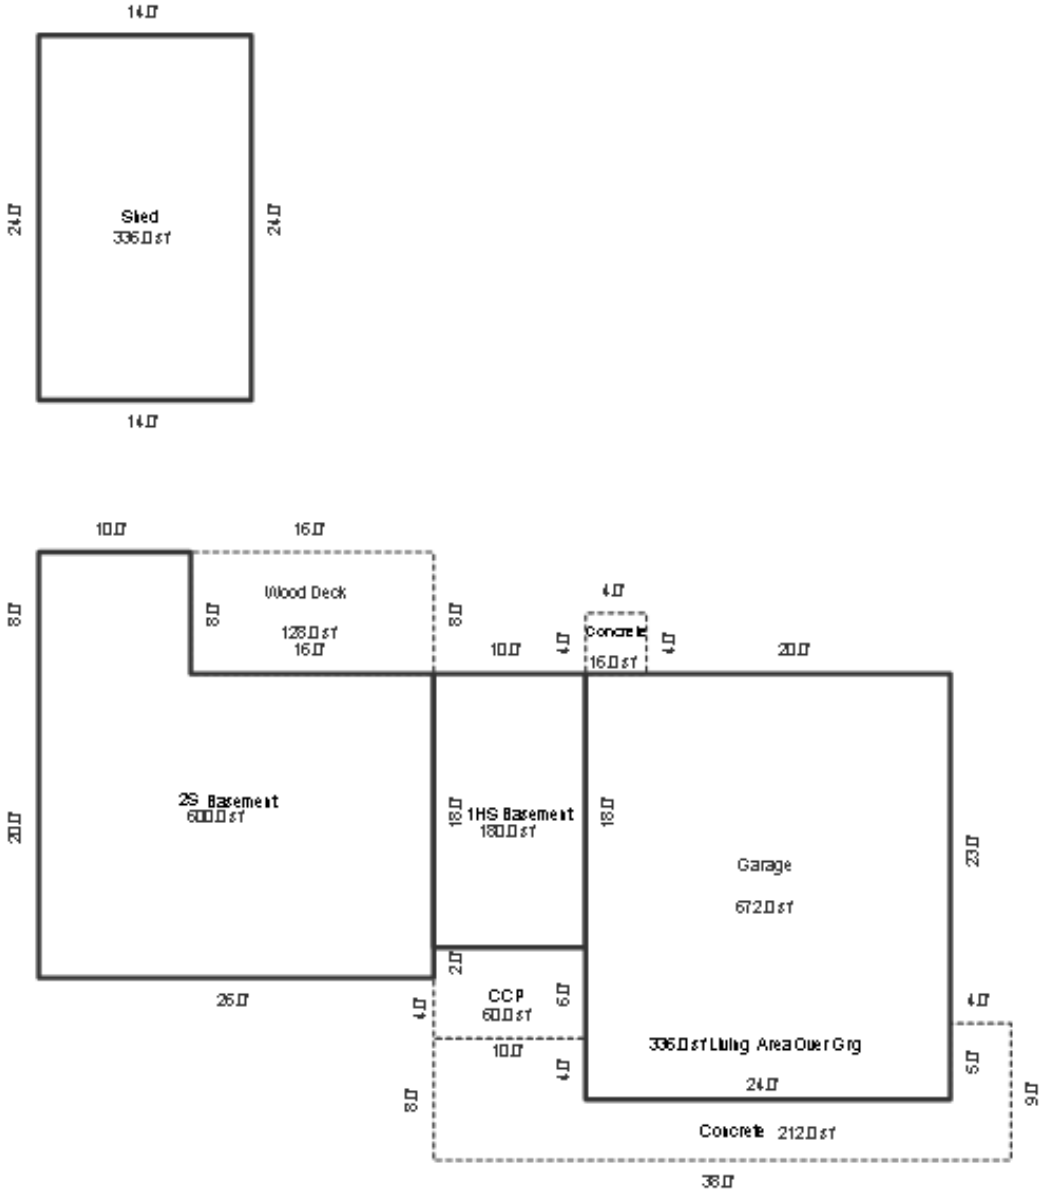 14.0'
24.0'
24.0'
Shed
336.0 sf
14.0'
10.0'
16.0'
Wood Deck
4.0'
8.0'
8.0'
8.0'
128.0 sf
Concrete
16.0'
10.0'
4.0'
16.0 sf
4.0'
20.0'
2S Basement
600.0 sf
20.0'
18.0'
1HS Basement
180.0 sf
18.0'
23.0'
Garage
672.0 sf
2.0'
26.0'
4.0'
CCP
60.0 sf
6.0'
4.0'
336.0 sf Living Area Over Grg
10.0'
4.0'
5.0'
24.0'
8.0'
9.0'
Concrete 212.0 sf
38.0'